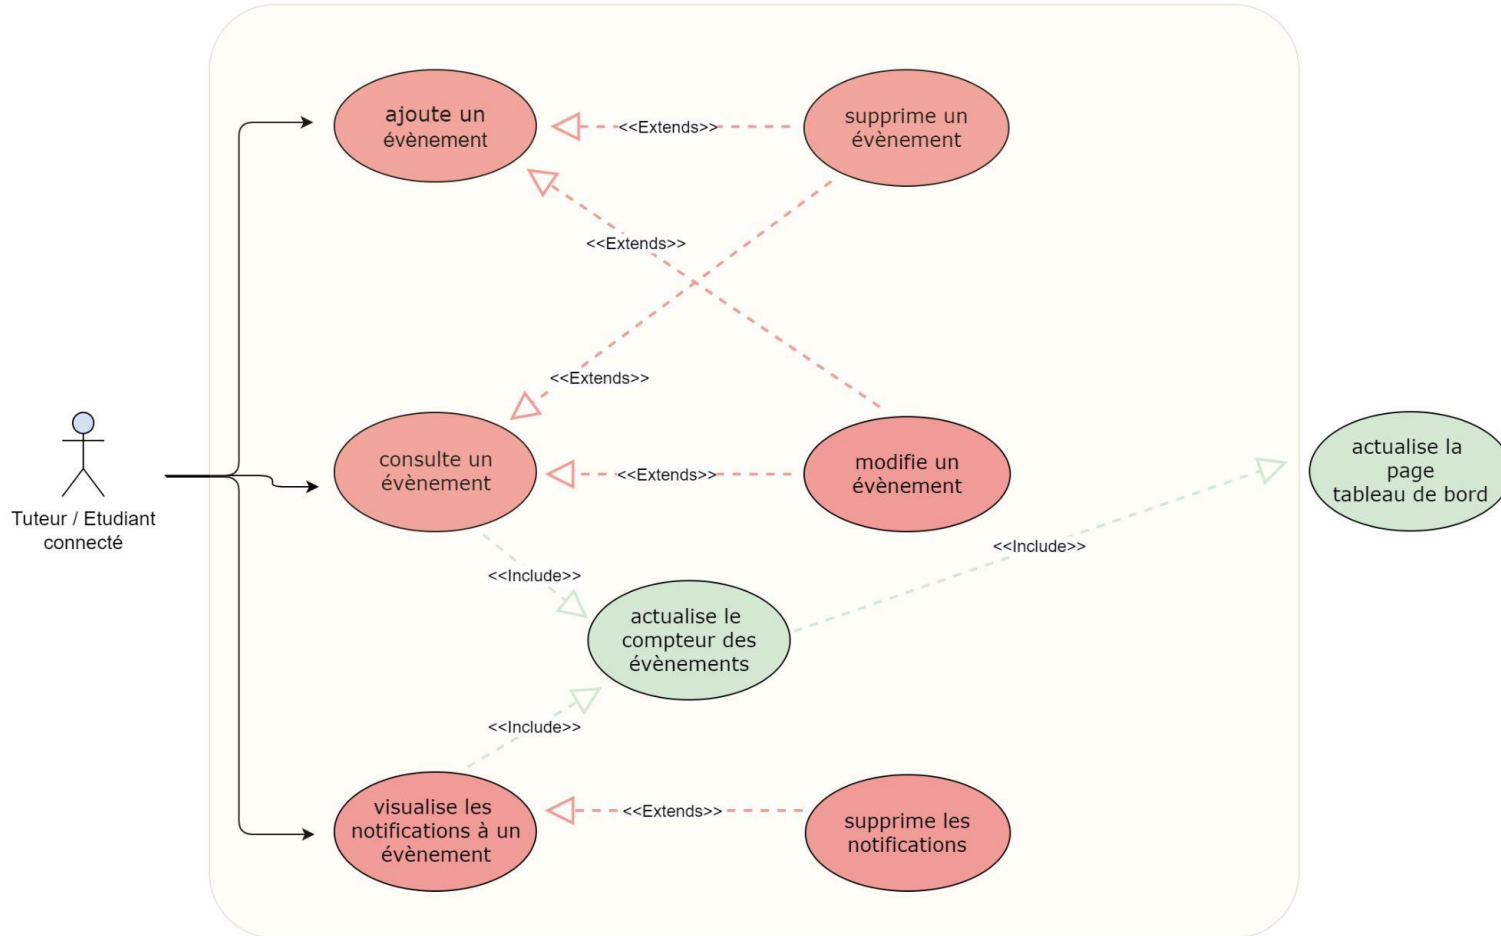 ajoute un
évènement
<<Extends>>
supprime un
évènement
<<Extends>>
<<Extends>>
Tuteur / Etudiant
connecté
consulte un
évènement
<<Extends>>
modifie un
évènement
actualise la
page
tableau de bord
<<Include>>
<<Include>>
actualise le
compteur des
évènements
<<Include>>
visualise les
notifications à un
évènement
<<Extends>>
supprime les
notifications